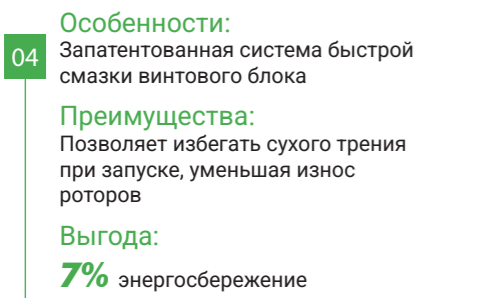 04
Особенности:
Запатентованная система быстрой
смазки винтового блока
Преимущества:
Позволяет избегать сухого трения
при запуске, уменьшая износ
роторов
Выгода:
7% энергосбережение